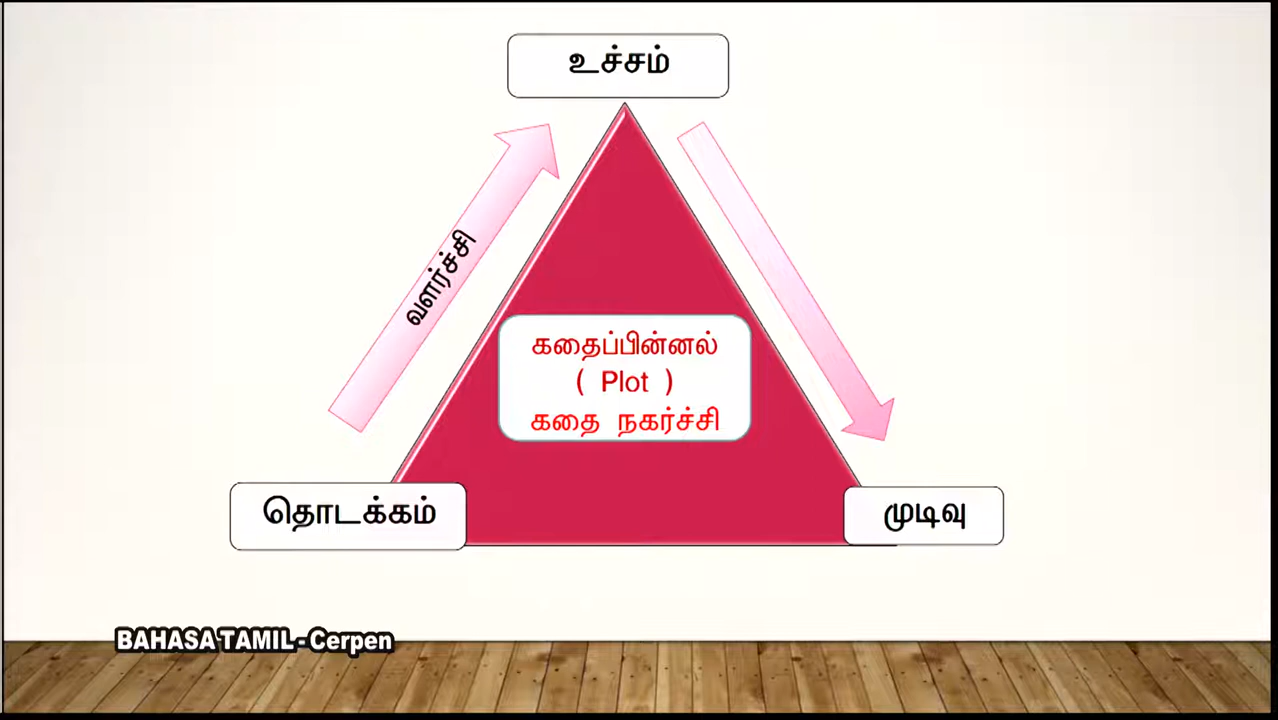 உச்சம்
வளர்ச்சி
கதைப்பின்னல்
( Plot )
கதை நகர்ச்சி
தொடக்கம்
முடிவு
BAHASA TAMIL - Cerpen